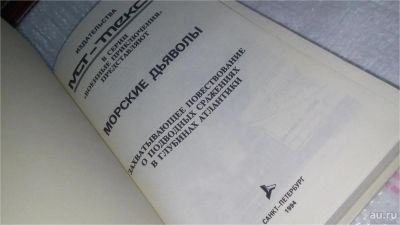 ИЗДАТЕЛЬСТВА
МСТ-ТЕКС
В СЕРИИ
„ВОЕННЫЕ ПРИКЛЮЧЕНИЯ„
ПРЕДСТАВЛЯЮТ
МОРСКИЕ ДЬЯВОЛЫ
ЗАХВАТЫВАЮЩЕЕ ПОВЕСТВОВАНИЕ
О ПОДВОДНЫХ СРАЖЕНИЯХ
В ГЛУБИНАХ АТЛАНТИКИ
САНКТ-ПЕТЕРБУРГ
1994
au.ru